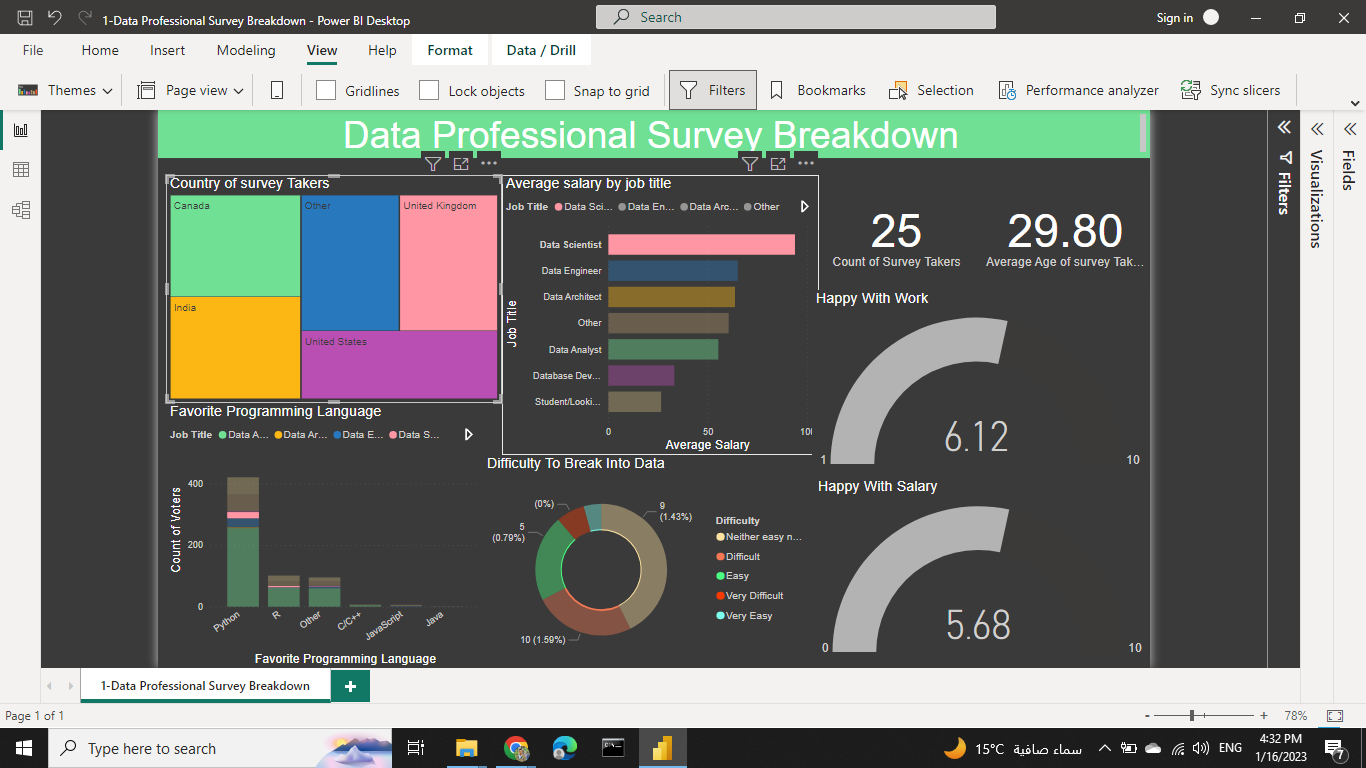 1-Data Professional Survey Breakdown - Power BI Desktop
Search
Sign in
File Home Insert Modeling View Help Format Data / Drill
Themes Page view Gridlines Lock objects Snap to grid Filters Bookmarks Selection Performance analyzer Sync slicers
Data Professional Survey Breakdown
Country of survey Takers
Canada
Other
United Kingdom
India
United States
Average salary by job title
Job Title Data Sci... Data En... Data Arc... Other
Job Title
Data Scientist
Data Engineer
Data Architect
Other
Data Analyst
Database Dev...
Student/Looki...
0 50
Average Salary
25
Count of Survey Takers
29.80
Average Age of survey Tak...
Happy With Work
6.12
1 10
Happy With Salary
5.68
0 10
Favorite Programming Language
Job Title Data A... Data Ar... Data E... Data S...
Count of Voters
400
200
0
Python R Other C/C++ JavaScript Java
Favorite Programming Language
Difficulty To Break Into Data
(0%)
9
(1.43%)
5
(0.79%)
10 (1.59%)
Difficulty
Neither easy n...
Difficult
Easy
Very Difficult
Very Easy
Filters
Visualizations
Fields
1-Data Professional Survey Breakdown
+
Page 1 of 1
- + 78%
Type here to search
15°C سماء صافية
ENG
4:32 PM
1/16/2023
7